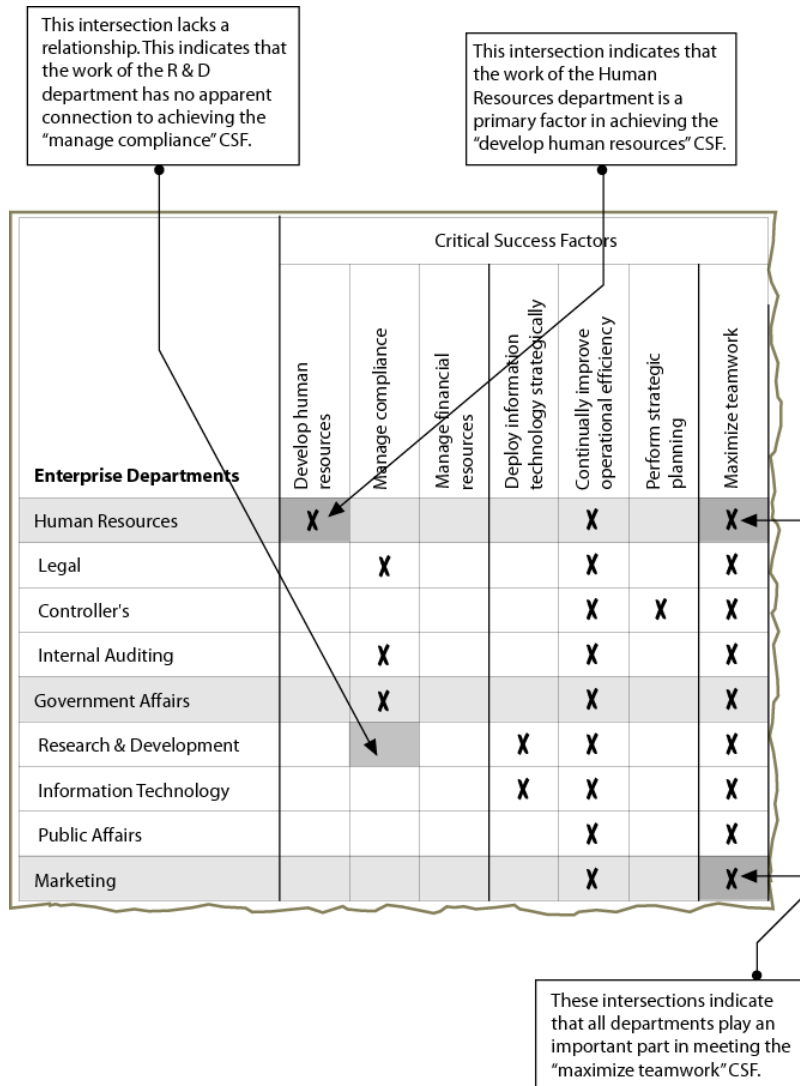 This intersection lacks a
relationship. This indicates that
the work of the R & D
department has no apparent
connection to achieving the
“manage compliance” CSF.
This intersection indicates that
the work of the Human
Resources department is a
primary factor in achieving the
“develop human resources” CSF.
Critical Success Factors
Enterprise Departments
Develop human
resources
Manage compliance
Manage financial
resources
Deploy information
technology strategically
Continually improve
operational efficiency
Perform strategic
planning
Maximize teamwork
Human Resources X X X
Legal X X X
Controller's X X X
Internal Auditing X X X
Government Affairs X X X
Research & Development X X X
Information Technology X X X
Public Affairs X X
Marketing X X
These intersections indicate
that all departments play an
important part in meeting the
“maximize teamwork” CSF.